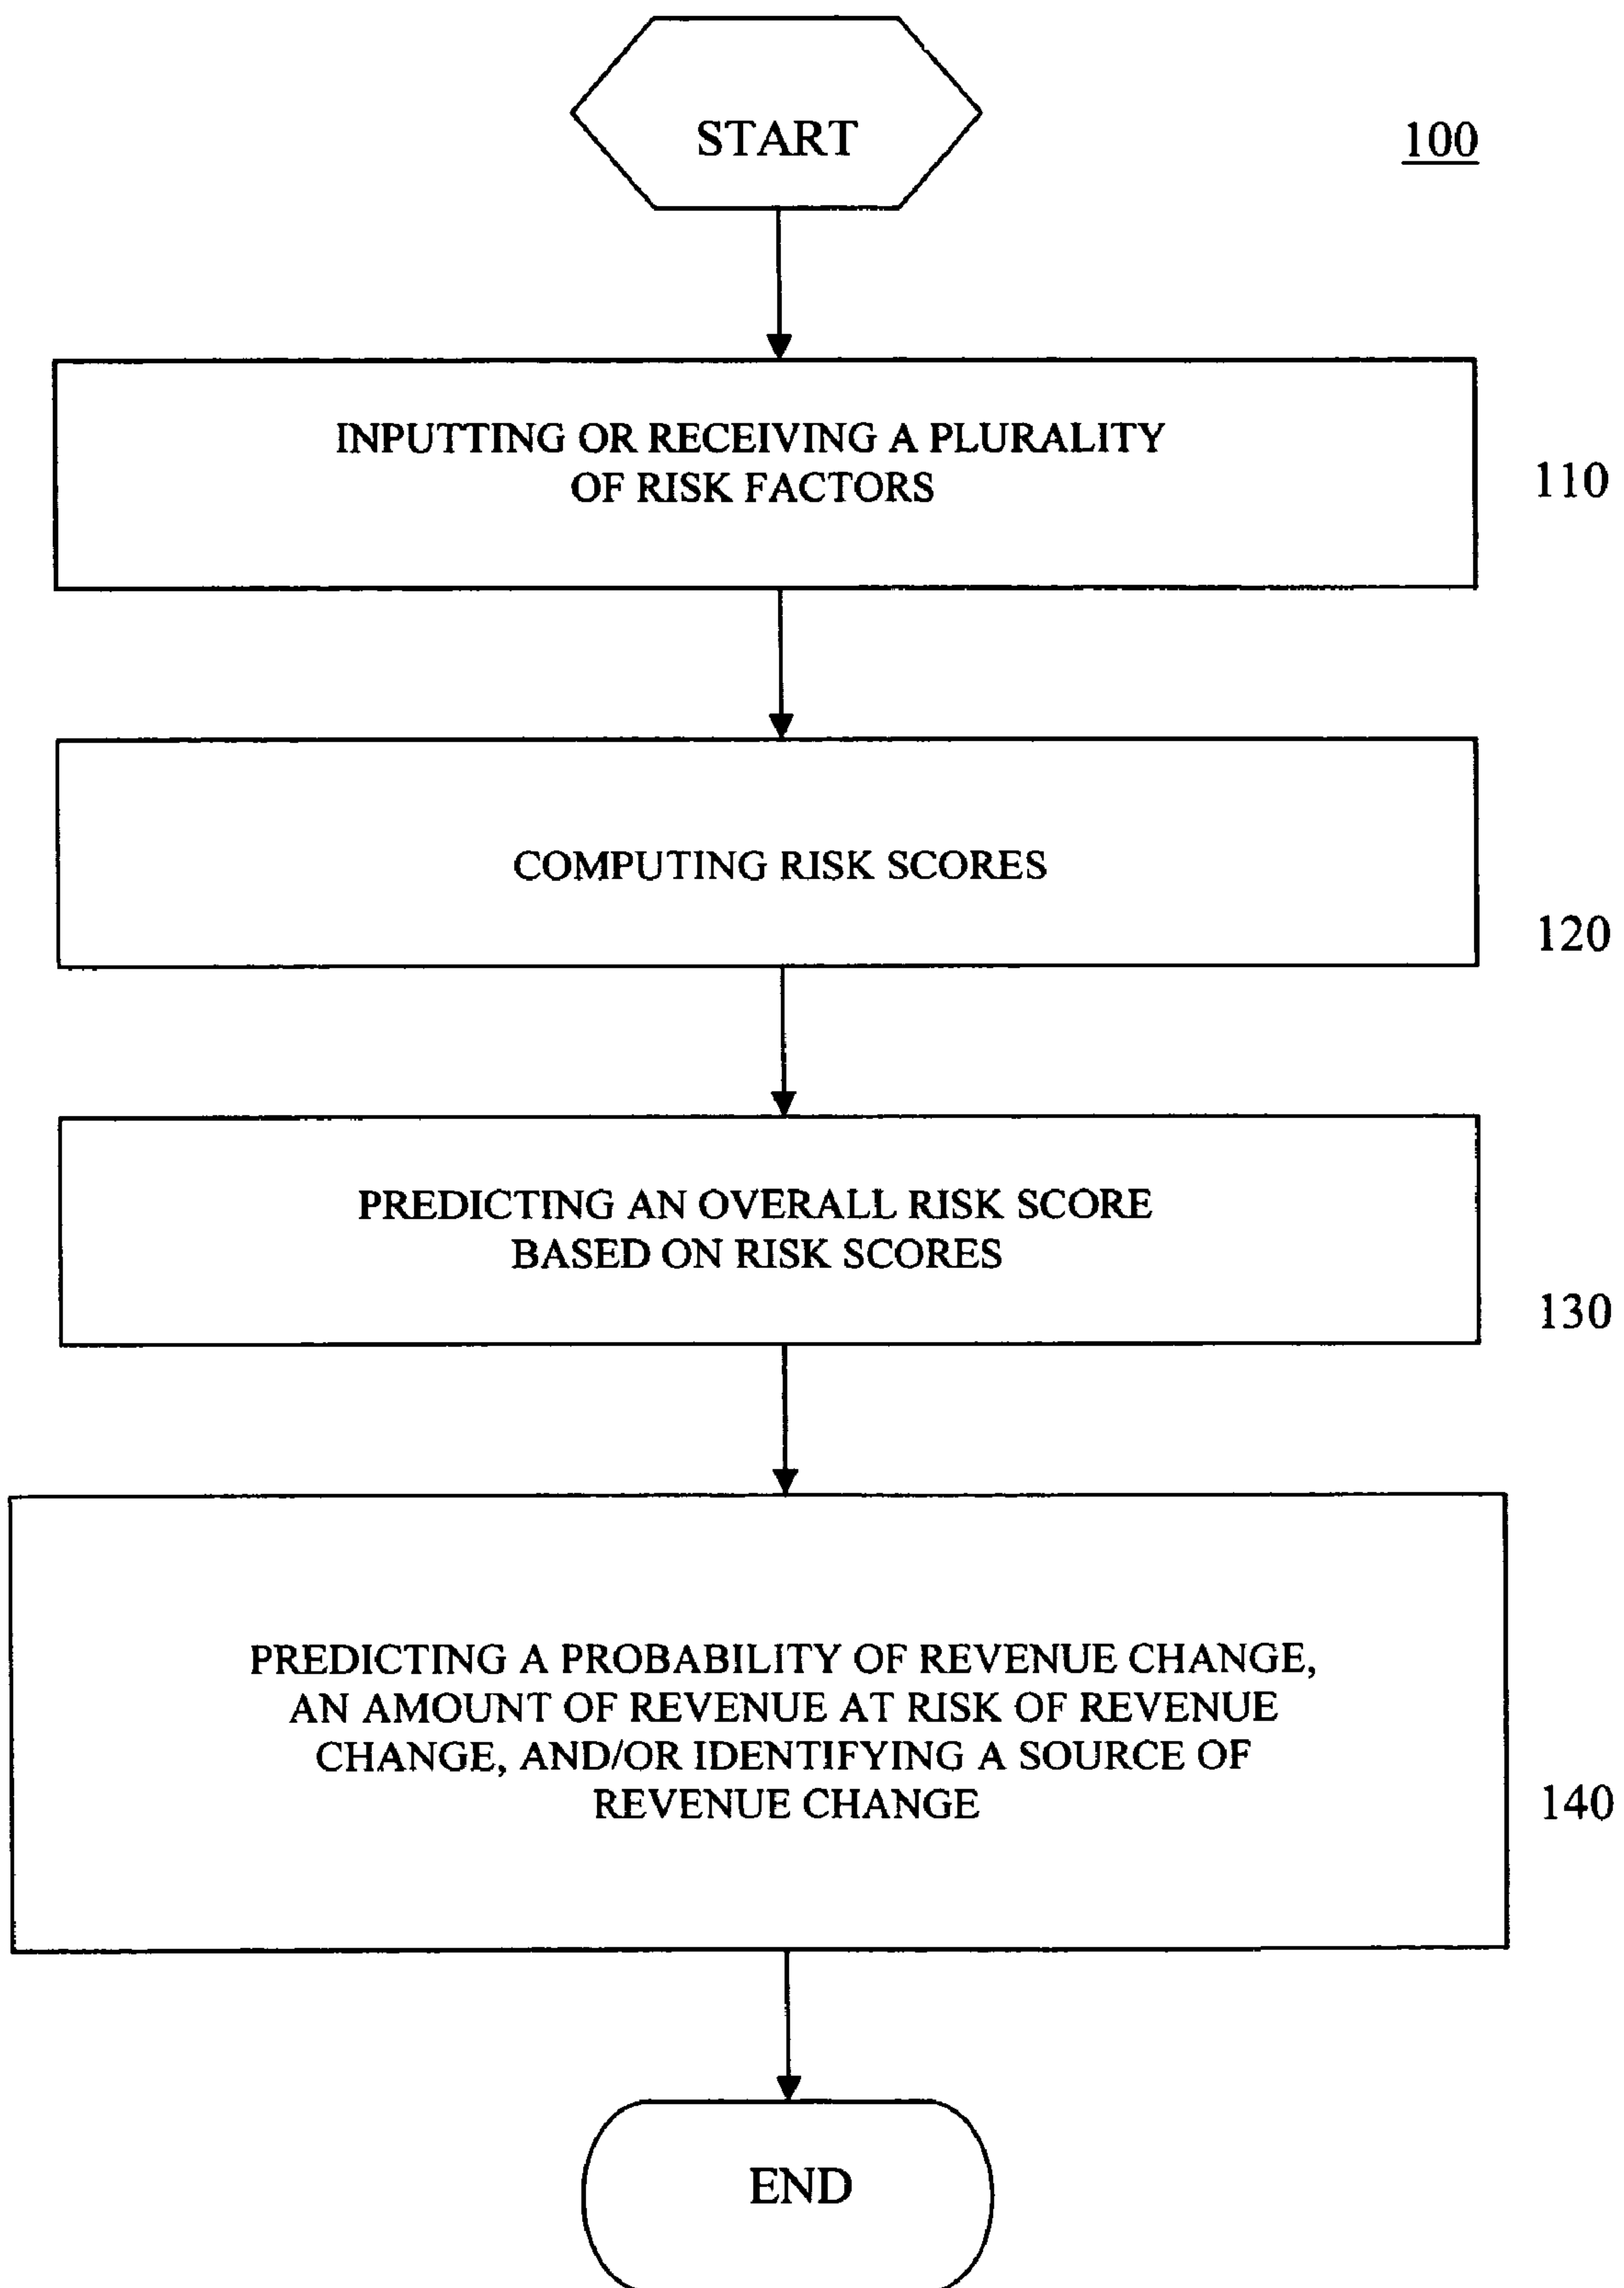 START
100
INPUTTING OR RECEIVING A PLURALITY
OF RISK FACTORS
110
COMPUTING RISK SCORES
120
PREDICTING AN OVERALL RISK SCORE
BASED ON RISK SCORES
130
PREDICTING A PROBABILITY OF REVENUE CHANGE,
AN AMOUNT OF REVENUE AT RISK OF REVENUE
CHANGE, AND/OR IDENTIFYING A SOURCE OF
REVENUE CHANGE
140
END